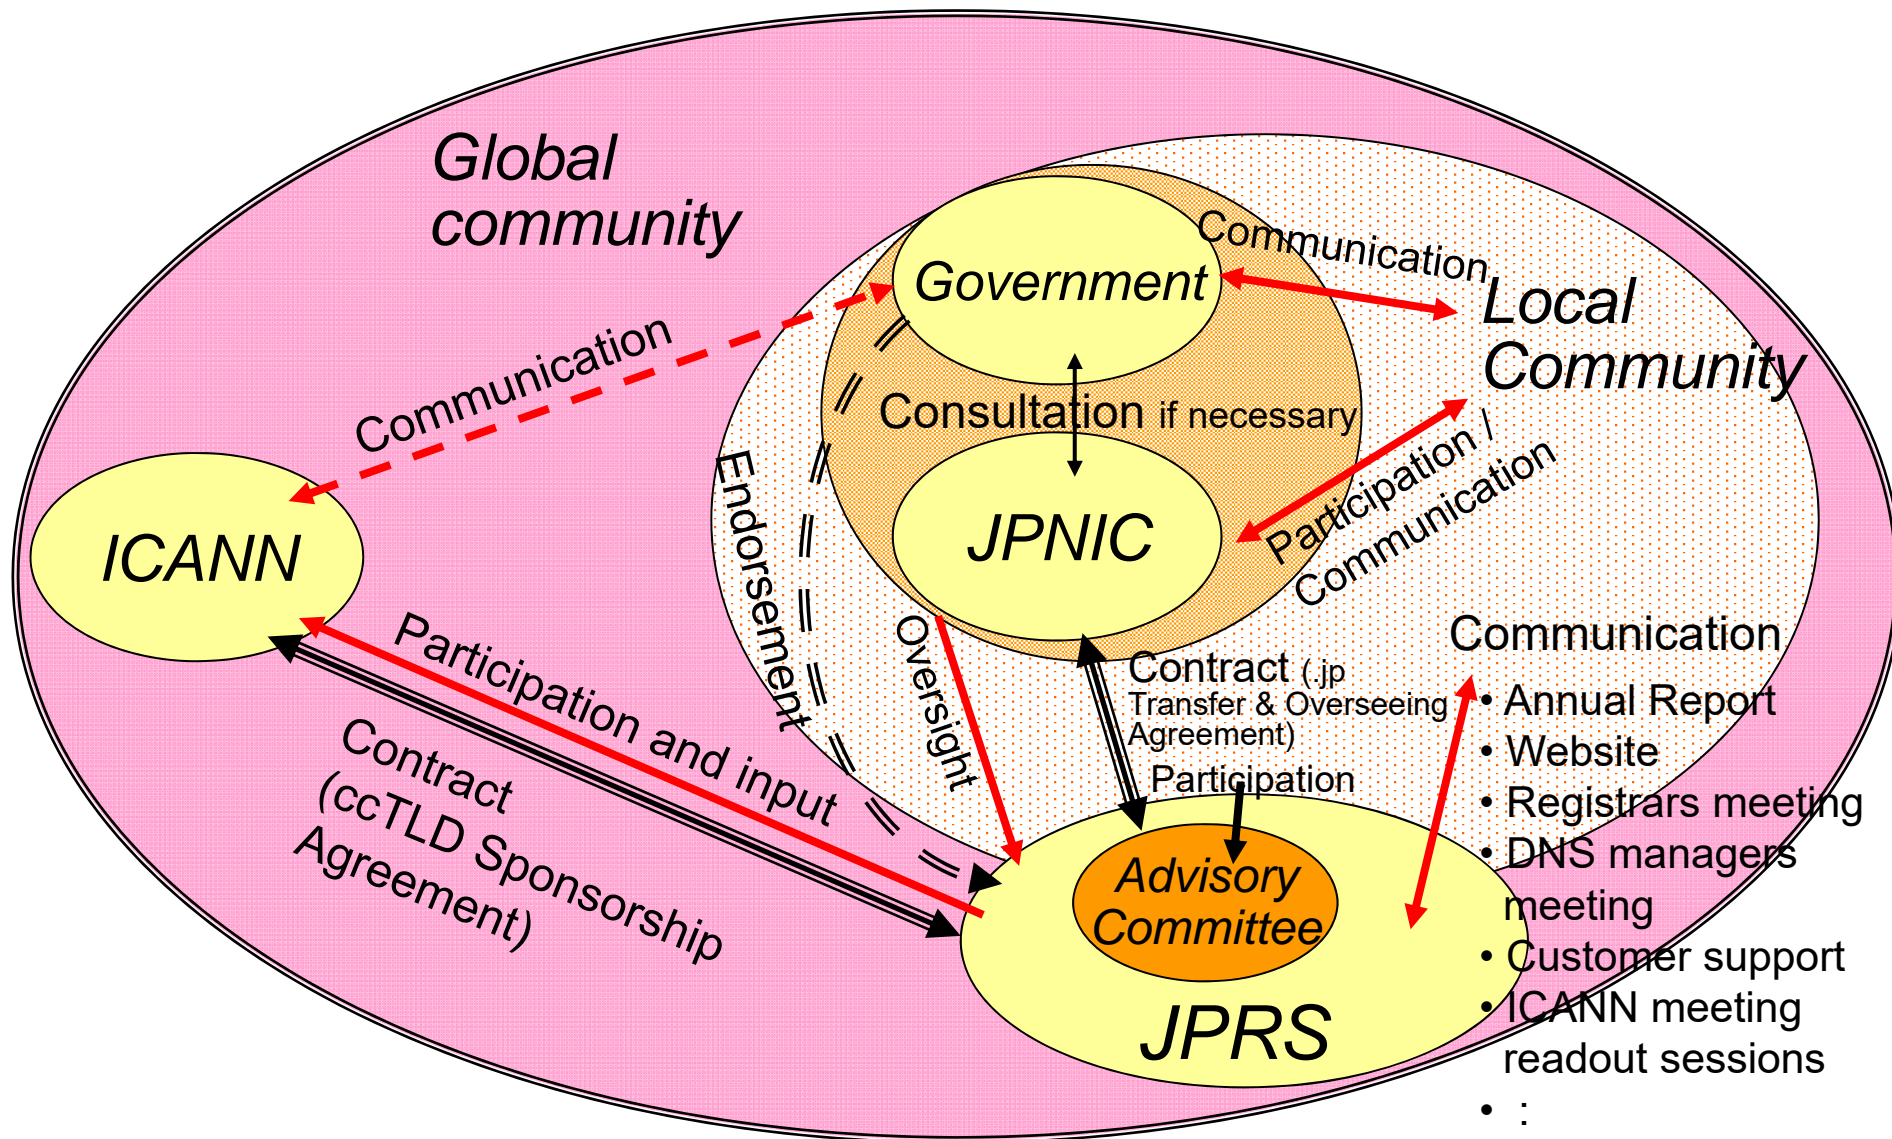 Global
community
Communication
Government
Communication
Local
Community
Consultation if necessary
JPNIC
Participation /
Communication
ICANN
Endorsement
Oversight
Participation and input
Contract
(ccTLD Sponsorship
Agreement)
Contract (.jp
Transfer & Overseeing
Agreement)
Participation
Advisory
Committee
JPRS
Communication
• Annual Report
• Website
• Registrars meeting
• DNS managers
meeting
• Customer support
• ICANN meeting
readout sessions
• :